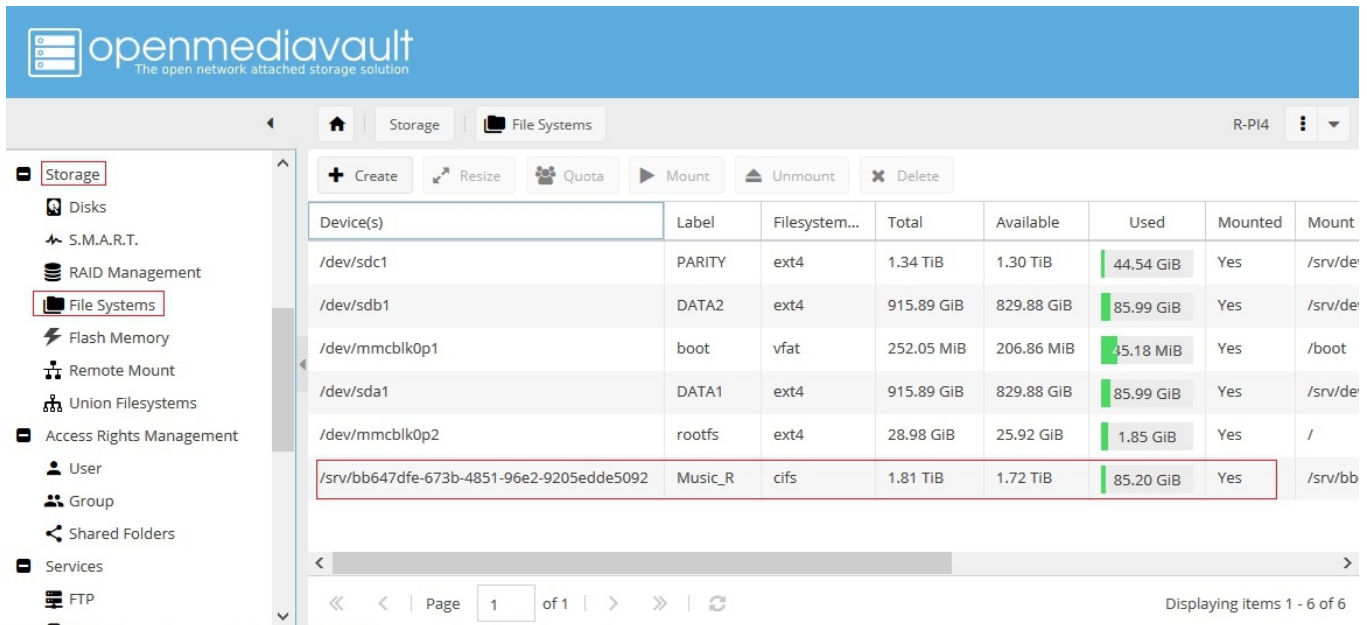 openmediavault
The open network attached storage solution
Storage
File Systems
R-PI4
Storage
Disks
S.M.A.R.T.
RAID Management
File Systems
Flash Memory
Remote Mount
Union Filesystems
Access Rights Management
User
Group
Shared Folders
Services
FTP
Create Resize Quota Mount Unmount Delete
Device(s) Label Filesystem... Total Available Used Mounted Mount
/dev/sdc1 PARITY ext4 1.34 TiB 1.30 TiB 44.54 GiB Yes /srv/dev
/dev/sdb1 DATA2 ext4 915.89 GiB 829.88 GiB 85.99 GiB Yes /srv/dev
/dev/mmcblk0p1 boot vfat 252.05 MiB 206.86 MiB 45.18 MiB Yes /boot
/dev/sda1 DATA1 ext4 915.89 GiB 829.88 GiB 85.99 GiB Yes /srv/dev
/dev/mmcblk0p2 rootfs ext4 28.98 GiB 25.92 GiB 1.85 GiB Yes /
/srv/bb647dfe-673b-4851-96e2-9205edde5092 Music_R cifs 1.81 TiB 1.72 TiB 85.20 GiB Yes /srv/bb
Page 1 of 1
Displaying items 1 - 6 of 6